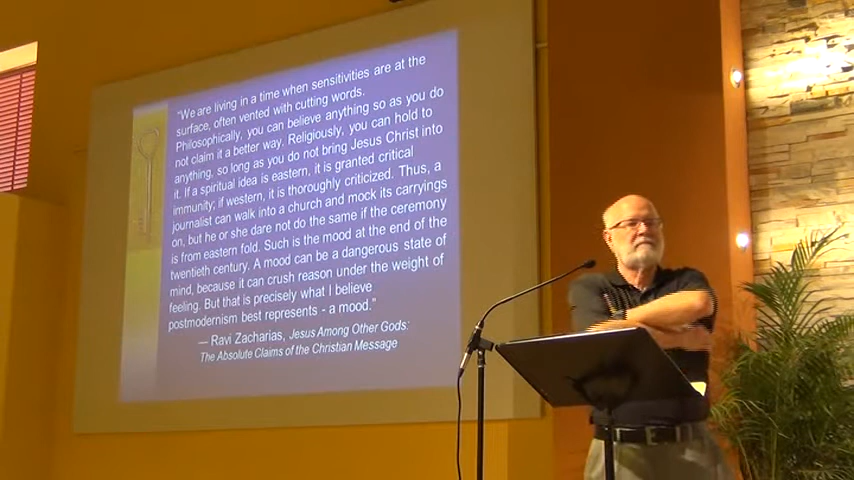 "We are living in a time when sensitivities are at the
surface, often vented with cutting words.
Philosophically, you can believe anything so as you do
not claim it a better way. Religiously, you can hold to
anything, so long as you do not bring Jesus Christ into
it. If a spiritual idea is eastern, it is granted critical
immunity; if western, it is thoroughly criticized. Thus, a
journalist can walk into a church and mock its carryings
on, but he or she dare not do the same if the ceremony
is from eastern fold. Such is the mood at the end of the
twentieth century. A mood can be a dangerous state of
mind, because it can crush reason under the weight of
feeling. But that is precisely what I believe
postmodernism best represents - a mood."
― Ravi Zacharias, Jesus Among Other Gods:
The Absolute Claims of the Christian Message